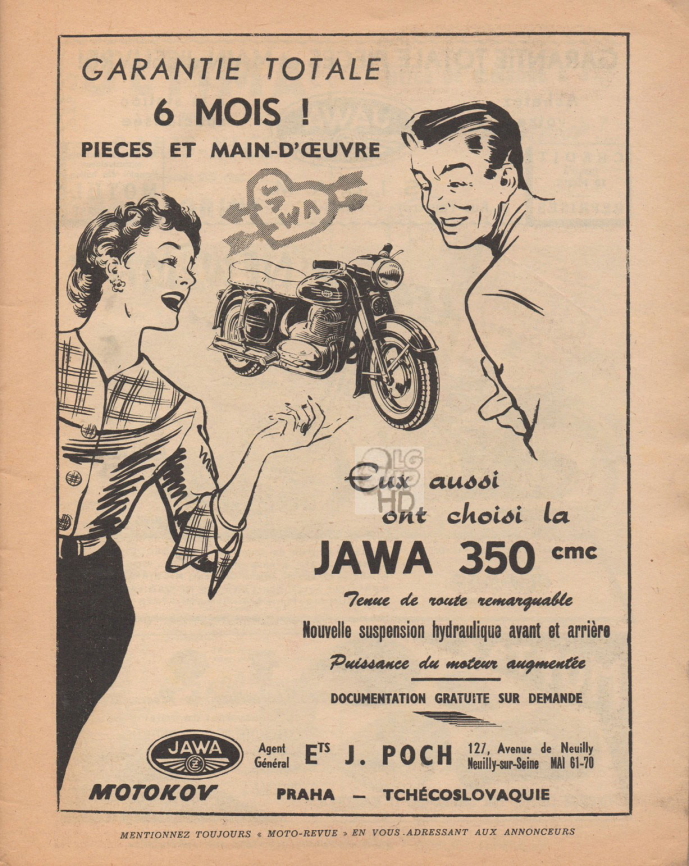 GARANTIE TOTALE
6 MOIS !
PIECES ET MAIN-D'ŒUVRE
JAWA
Eux aussi
ont choisi la
JAWA 350 cmc
Tenue de route remarquable
Nouvelle suspension hydraulique avant et arrière
Puissance du moteur augmentée
DOCUMENTATION GRATUITE SUR DEMANDE
JAWA
CZ
MOTOKOV
Agent
Général
ETS J. POCH
127, Avenue de Neuilly
Neuilly-sur-Seine MAI 61-70
PRAHA — TCHÉCOSLOVAQUIE
MENTIONNEZ TOUJOURS « MOTO-REVUE » EN VOUS ADRESSANT AUX ANNONCEURS